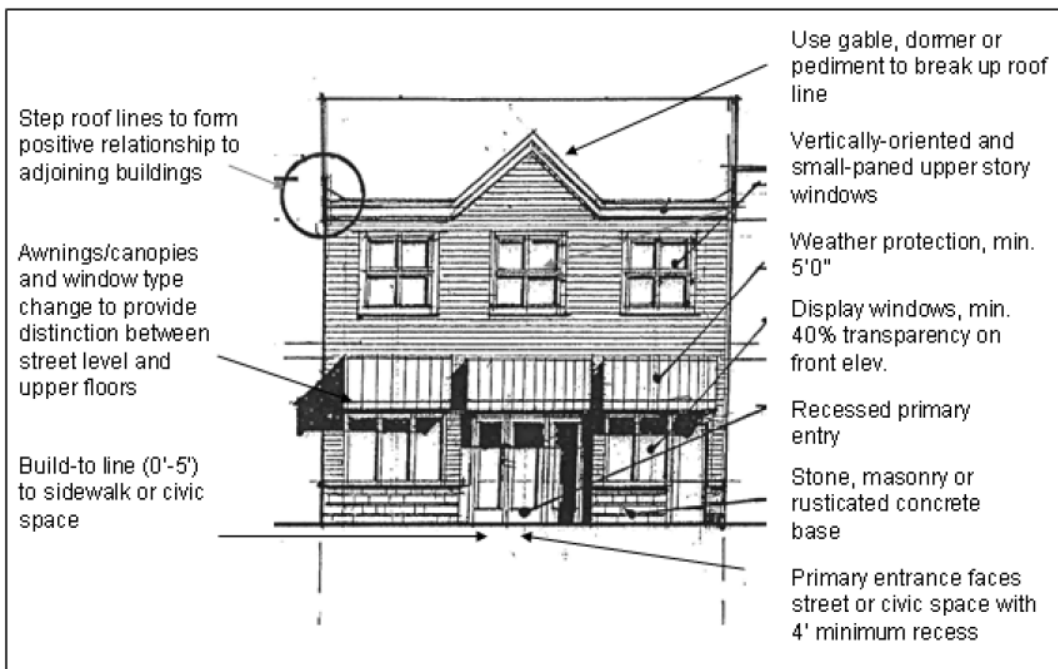 Step roof lines to form
positive relationship to
adjoining buildings
Awnings/canopies
and window type
change to provide
distinction between
street level and
upper floors
Build-to line (0'-5')
to sidewalk or civic
space
Use gable, dormer or
pediment to break up roof
line
Vertically-oriented and
small-paned upper story
windows
Weather protection, min.
5'0"
Display windows, min.
40% transparency on
front elev.
Recessed primary
entry
Stone, masonry or
rusticated concrete
base
Primary entrance faces
street or civic space with
4' minimum recess